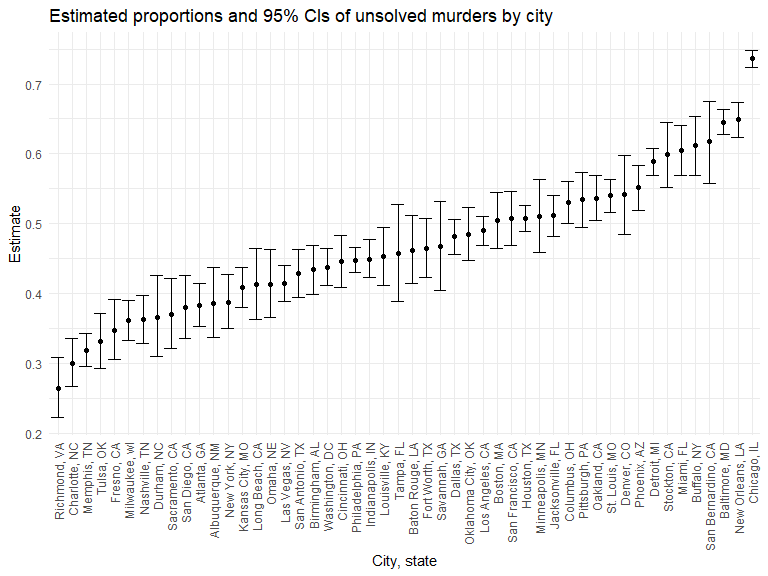 Estimated proportions and 95% CIs of unsolved murders by city
Estimate
0.7
0.6
0.5
0.4
0.3
0.2
Richmond, VA
Charlotte, NC
Memphis, TN
Tulsa, OK
Fresno, CA
Milwaukee, wI
Nashville, TN
Durham, NC
Sacramento, CA
San Diego, CA
Atlanta, GA
Albuquerque, NM
New York, NY
Kansas City, MO
Long Beach, CA
Omaha, NE
Las Vegas, NV
San Antonio, TX
Birmingham, AL
Washington, DC
Cincinnati, OH
Philadelphia, PA
Indianapolis, IN
Louisville, KY
Tampa, FL
Baton Rouge, LA
Fort Worth, TX
Savannah, GA
Dallas, TX
Oklahoma City, OK
Los Angeles, CA
Boston, MA
San Francisco, CA
Houston, TX
Minneapolis, MN
Jacksonville, FL
Columbus, OH
Pittsburgh, PA
Oakland, CA
St. Louis, MO
Denver, CO
Phoenix, AZ
Detroit, MI
Stockton, CA
Miami, FL
Buffalo, NY
San Bernardino, CA
Baltimore, MD
New Orleans, LA
Chicago, IL
City, state